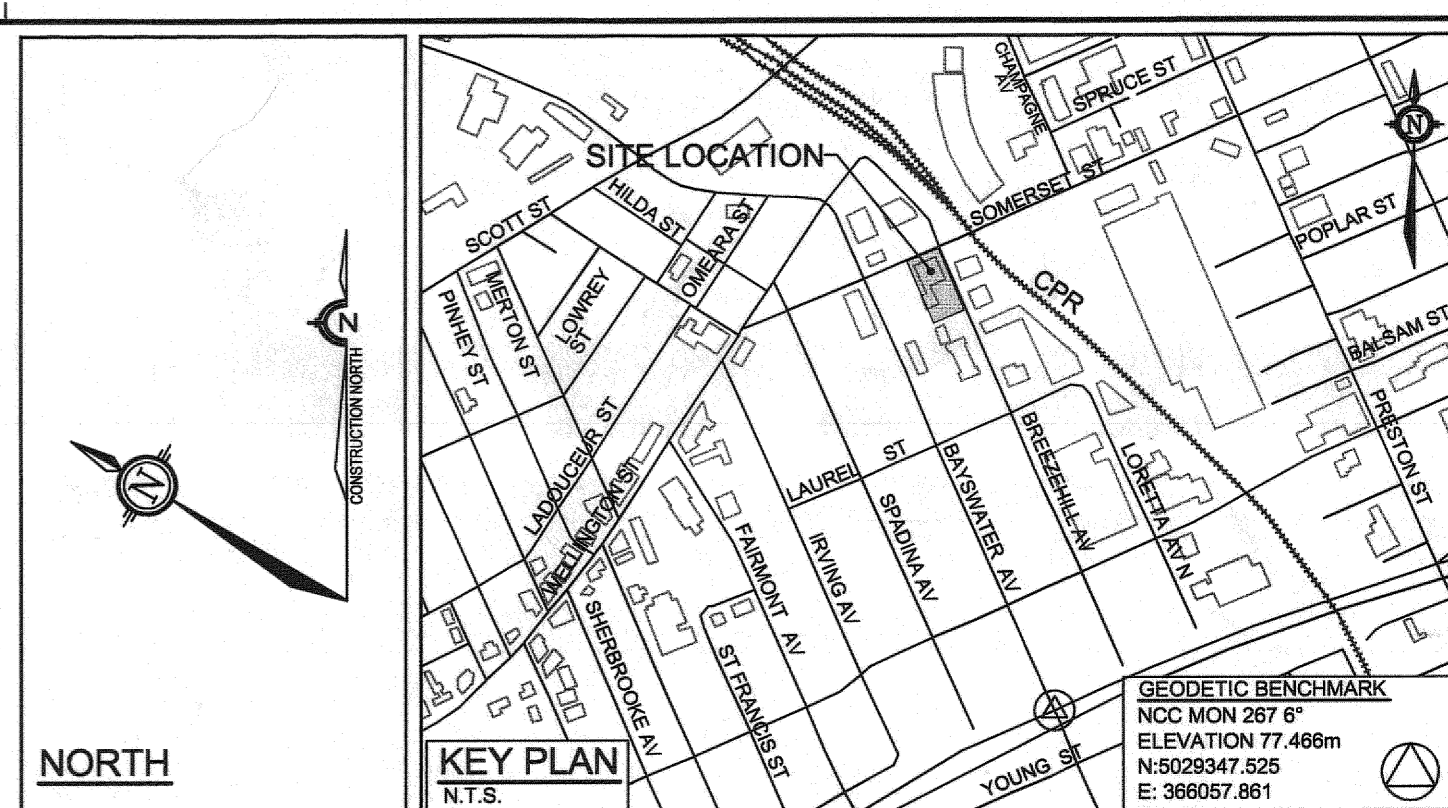 CONSTRUCTION NORTH
N
N
NORTH
CHAMPAGNE
AV
SPRUCE ST
N
SITE LOCATION
SOMERSET ST
HILDA ST
SCOTT ST
OMEARA ST
POPLAR ST
CPR
MERTON ST
LOWREY
ST
PINHEY ST
BALSAM ST
PRESTON ST
LADOUCEUR ST
WELLINGTON ST
LAUREL ST
BREEZEHILL AV
BAYSWATER AV
LORETTA AV N
SPADINA AV
FAIRMONT AV
IRVING AV
SHERBROOKE AV
ST FRANCIS ST
YOUNG ST
KEY PLAN
N.T.S.
GEODETIC BENCHMARK
NCC MON 267 6°
ELEVATION 77.466m
N:5029347.525
E: 366057.861